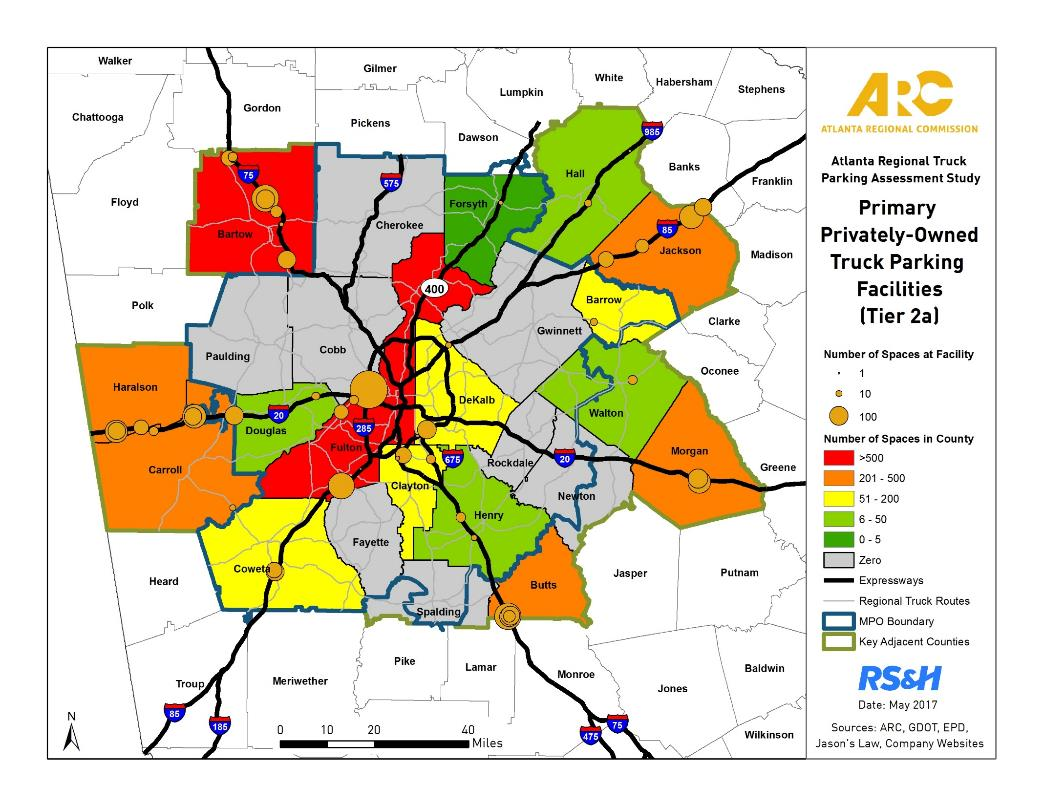 Walker
Gilmer
White
Habersham
Stephens
Lumpkin
Chattooga
Gordon
Pickens
Dawson
985
Banks
Franklin
75
575
Hall
Floyd
Forsyth
Bartow
Cherokee
85
Jackson
Madison
400
Polk
Barrow
Clarke
Gwinnett
Paulding
Cobb
Oconee
Haralson
DeKalb
Walton
20
Douglas
285
Fulton
Morgan
Carroll
675
Rockdale
20
Greene
Clayton
Newton
Henry
Fayette
Heard
Coweta
Butts
Jasper
Putnam
Spalding
Pike
Lamar
Monroe
Baldwin
Troup
Meriwether
Jones
85
185
75
475
Wilkinson
N
0 10 20 40
Miles
ARC
ATLANTA REGIONAL COMMISSION
Atlanta Regional Truck
Parking Assessment Study
Primary
Privately-Owned
Truck Parking
Facilities
(Tier 2a)
Number of Spaces at Facility
1
10
100
Number of Spaces in County
>500
201 - 500
51 - 200
6 - 50
0 - 5
Zero
Expressways
Regional Truck Routes
MPO Boundary
Key Adjacent Counties
RS&H
Date: May 2017
Sources: ARC, GDOT, EPD,
Jason's Law, Company Websites